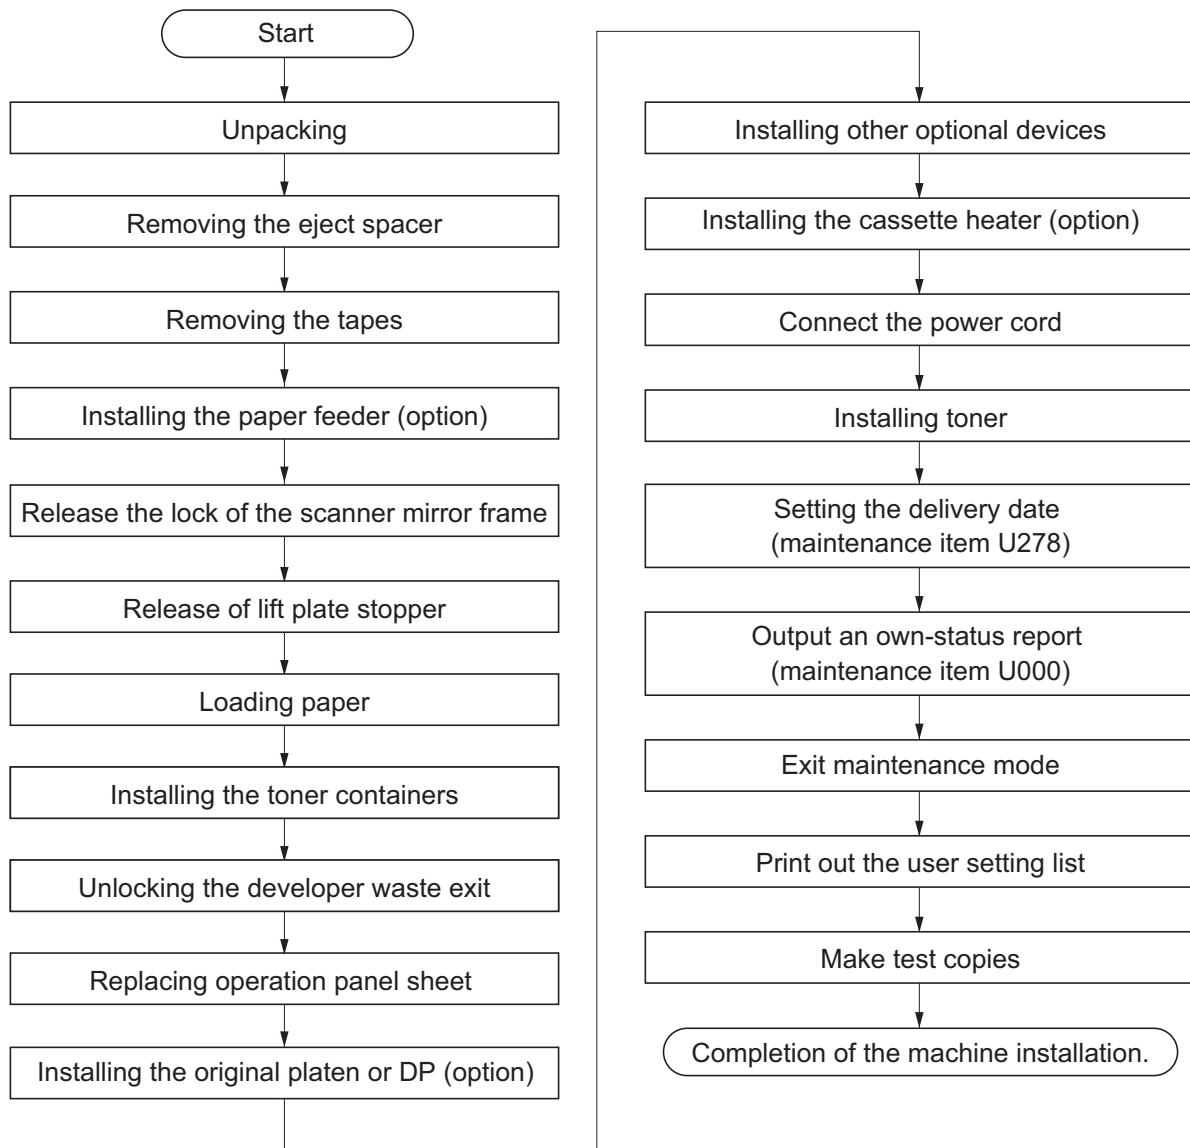 Start
Unpacking
Removing the eject spacer
Removing the tapes
Installing the paper feeder (option)
Release the lock of the scanner mirror frame
Release of lift plate stopper
Loading paper
Installing the toner containers
Unlocking the developer waste exit
Replacing operation panel sheet
Installing the original platen or DP (option)
Installing other optional devices
Installing the cassette heater (option)
Connect the power cord
Installing toner
Setting the delivery date
(maintenance item U278)
Output an own-status report
(maintenance item U000)
Exit maintenance mode
Print out the user setting list
Make test copies
Completion of the machine installation.